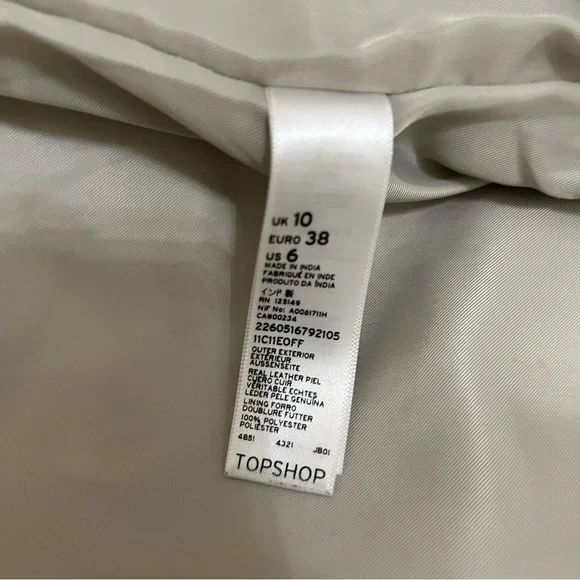 UK 10
EURO 38
US 6
MADE IN INDIA
FABRIQUÉ EN INDE
PRODUTO DA ÍNDIA
インド製
RN 125149
NIF No: A0061711H
CA800234
2260516792105
11C11EOFF
OUTER EXTERIOR
EXTÉRIEUR
AUSSENSEITE
REAL LEATHER PIEL
CUERO CUIR
VÉRITABLE ECHTES
LEDER PELE GENUÍNA
LINING FORRO
DOUBLURE FUTTER
100% POLYESTER
POLIÉSTER
4851 4321 JB01
TOPSHOP